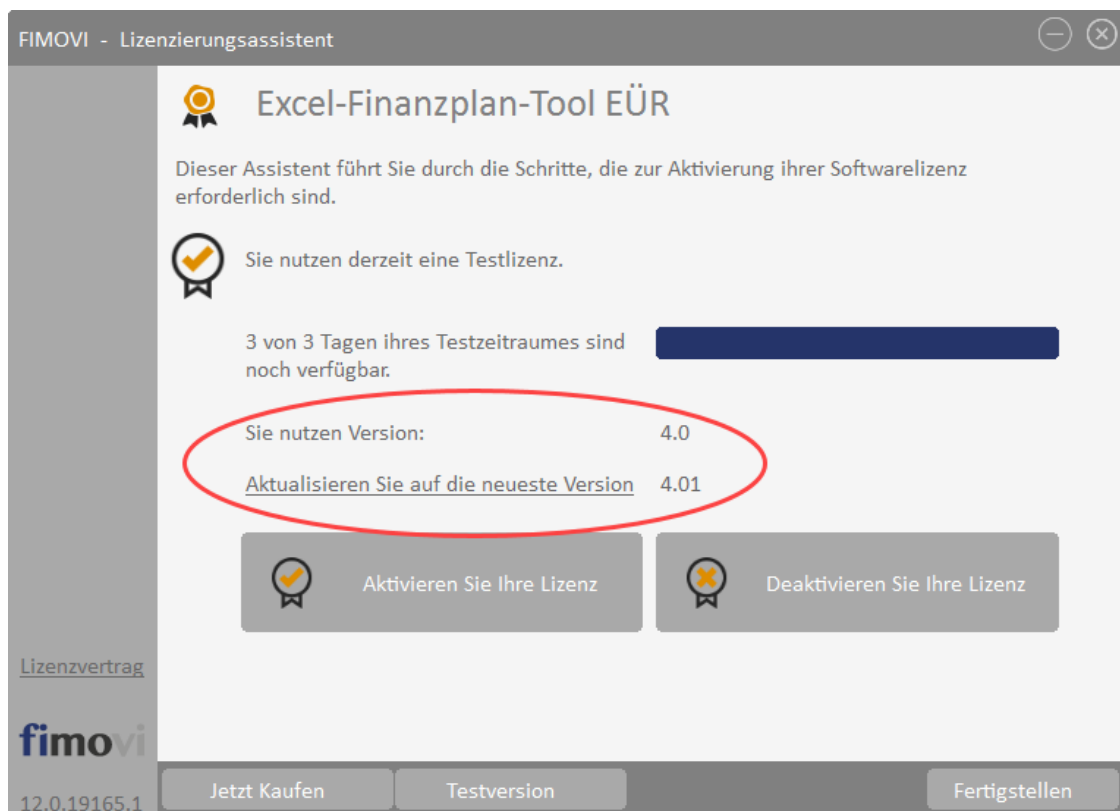 FIMOVI - Lizenzierungsassistent
Excel-Finanzplan-Tool EÜR
Dieser Assistent führt Sie durch die Schritte, die zur Aktivierung ihrer Softwarelizenz
erforderlich sind.
Sie nutzen derzeit eine Testlizenz.
3 von 3 Tagen ihres Testzeitraumes sind
noch verfügbar.
Sie nutzen Version: 4.0
Aktualisieren Sie auf die neueste Version 4.01
Aktivieren Sie Ihre Lizenz
Deaktivieren Sie Ihre Lizenz
Lizenzvertrag
fimovi
12.0.19165.1
Jetzt Kaufen
Testversion
Fertigstellen